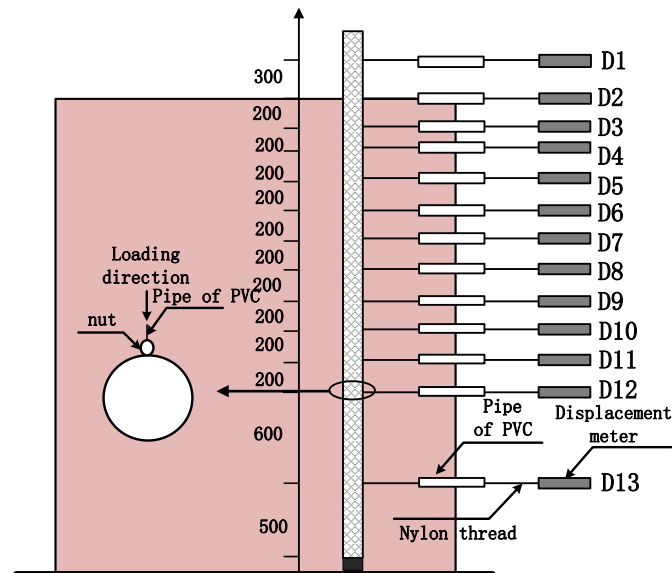 D1
300
D2
200
D3
200
D4
200
D5
200
D6
200
D7
200
Loading
direction
D8
200
Pipe of PVC
D9
nut
200
D10
200
D11
200
D12
Pipe
of PVC
Displacement
meter
600
D13
Nylon thread
500